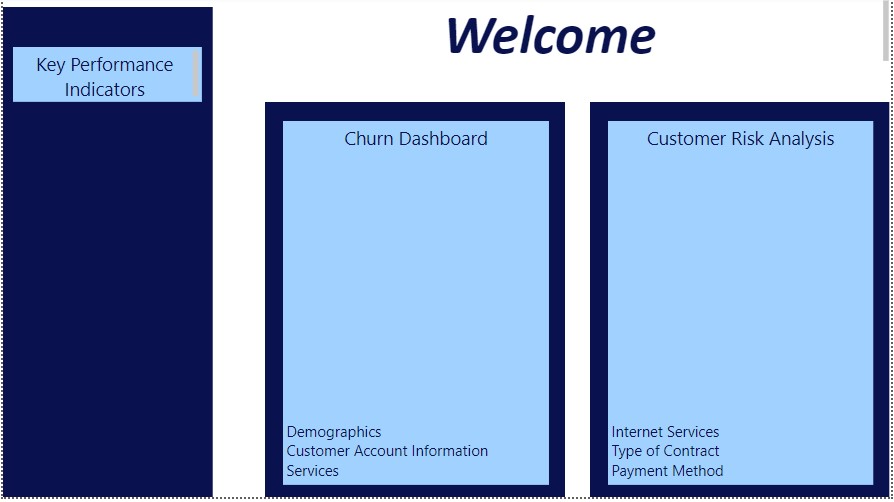 Welcome
Key Performance
Indicators
Churn Dashboard
Demographics
Customer Account Information
Services
Customer Risk Analysis
Internet Services
Type of Contract
Payment Method